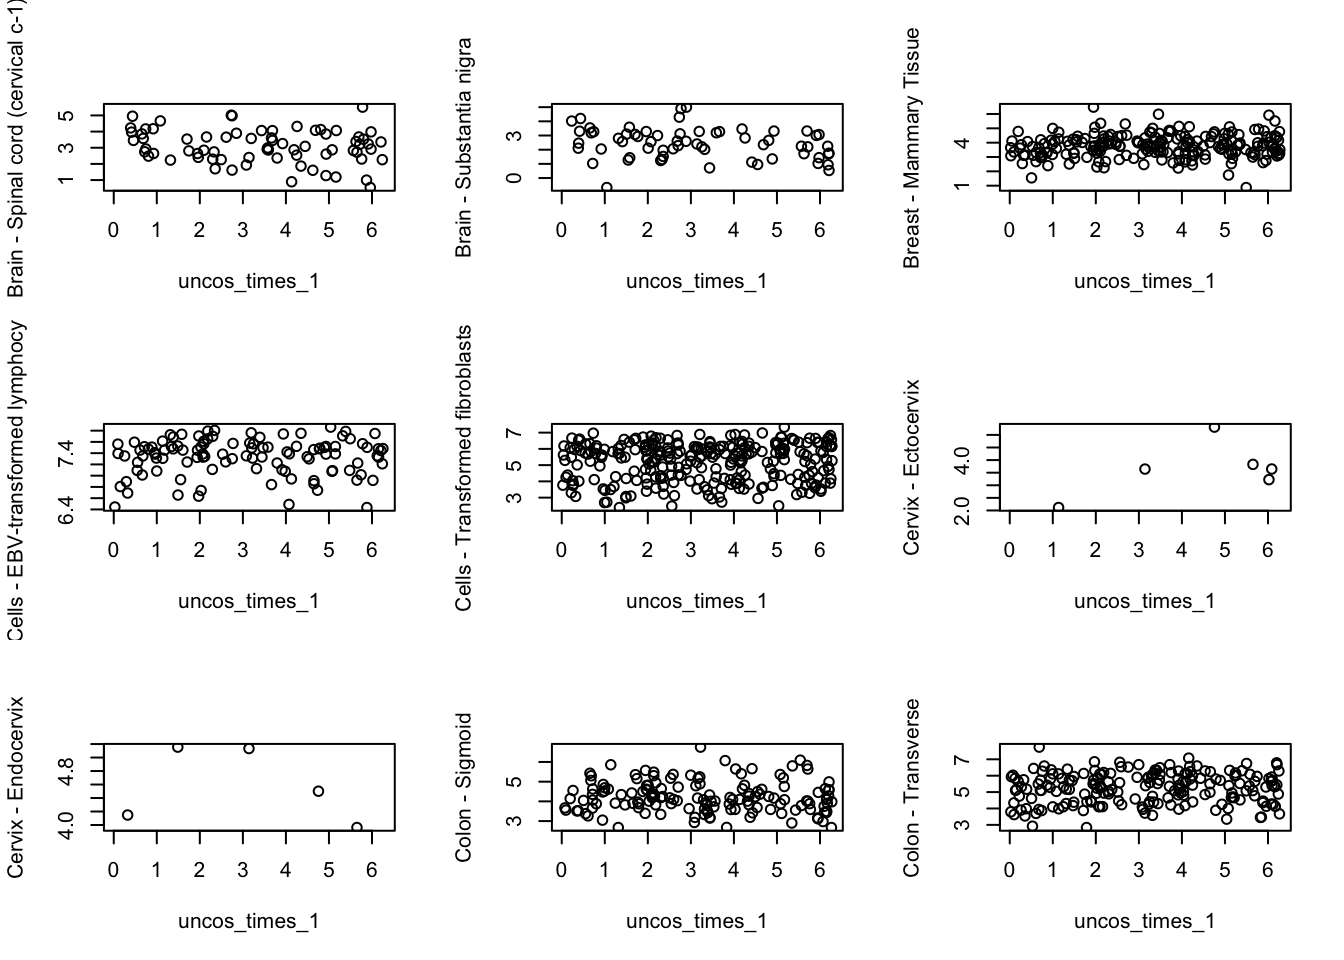 Brain - Spinal cord (cervical c-1)
1 3 5
0 1 2 3 4 5 6
uncos_times_1
Brain - Substantia nigra
0 3
0 1 2 3 4 5 6
uncos_times_1
Breast - Mammary Tissue
1 4
0 1 2 3 4 5 6
uncos_times_1
Cells - EBV-transformed lymphocy
6.4 7.4
0 1 2 3 4 5 6
uncos_times_1
Cells - Transformed fibroblasts
3 5 7
0 1 2 3 4 5 6
uncos_times_1
Cervix - Ectocervix
2.0 4.0
0 1 2 3 4 5 6
uncos_times_1
Cervix - Endocervix
4.0 4.8
0 1 2 3 4 5 6
uncos_times_1
Colon - Sigmoid
3 5
0 1 2 3 4 5 6
uncos_times_1
Colon - Transverse
3 5 7
0 1 2 3 4 5 6
uncos_times_1